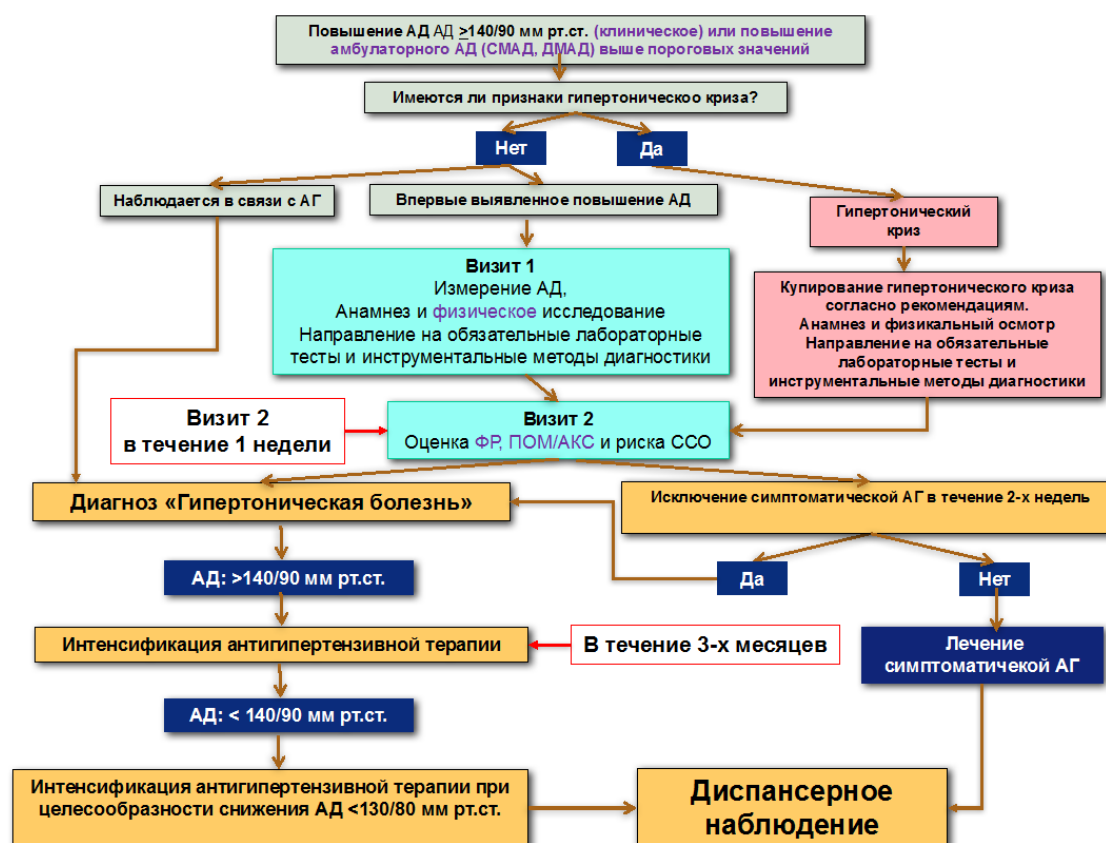 Повышение АД АД >140/90 мм рт.ст. (клиническое) или повышение
амбулаторного АД (СМАД, ДМАД) выше пороговых значений
Имеются ли признаки гипертоническоо криза?
Нет
Да
Наблюдается в связи с АГ
Впервые выявленное повышение АД
Гипертонический
криз
Визит 1
Измерение АД,
Анамнез и физическое исследование
Направление на обязательные лабораторные
тесты и инструментальные методы диагностики
Купирование гипертонического криза
согласно рекомендациям.
Анамнез и физикальный осмотр
Направление на обязательные
лабораторные тесты и
инструментальные методы диагностики
Визит 2
в течение 1 недели
Визит 2
Оценка ФР, ПОМ/АКС и риска ССО
Диагноз «Гипертоническая болезнь»
Исключение симптоматической АГ в течение 2-х недель
АД: >140/90 мм рт.ст.
Да
Нет
Интенсификация антигипертензивной терапии
В течение 3-х месяцев
Лечение
симптоматичекой АГ
АД: < 140/90 мм рт.ст.
Интенсификация антигипертензивной терапии при
целесообразности снижения АД <130/80 мм рт.ст.
Диспансерное
наблюдение